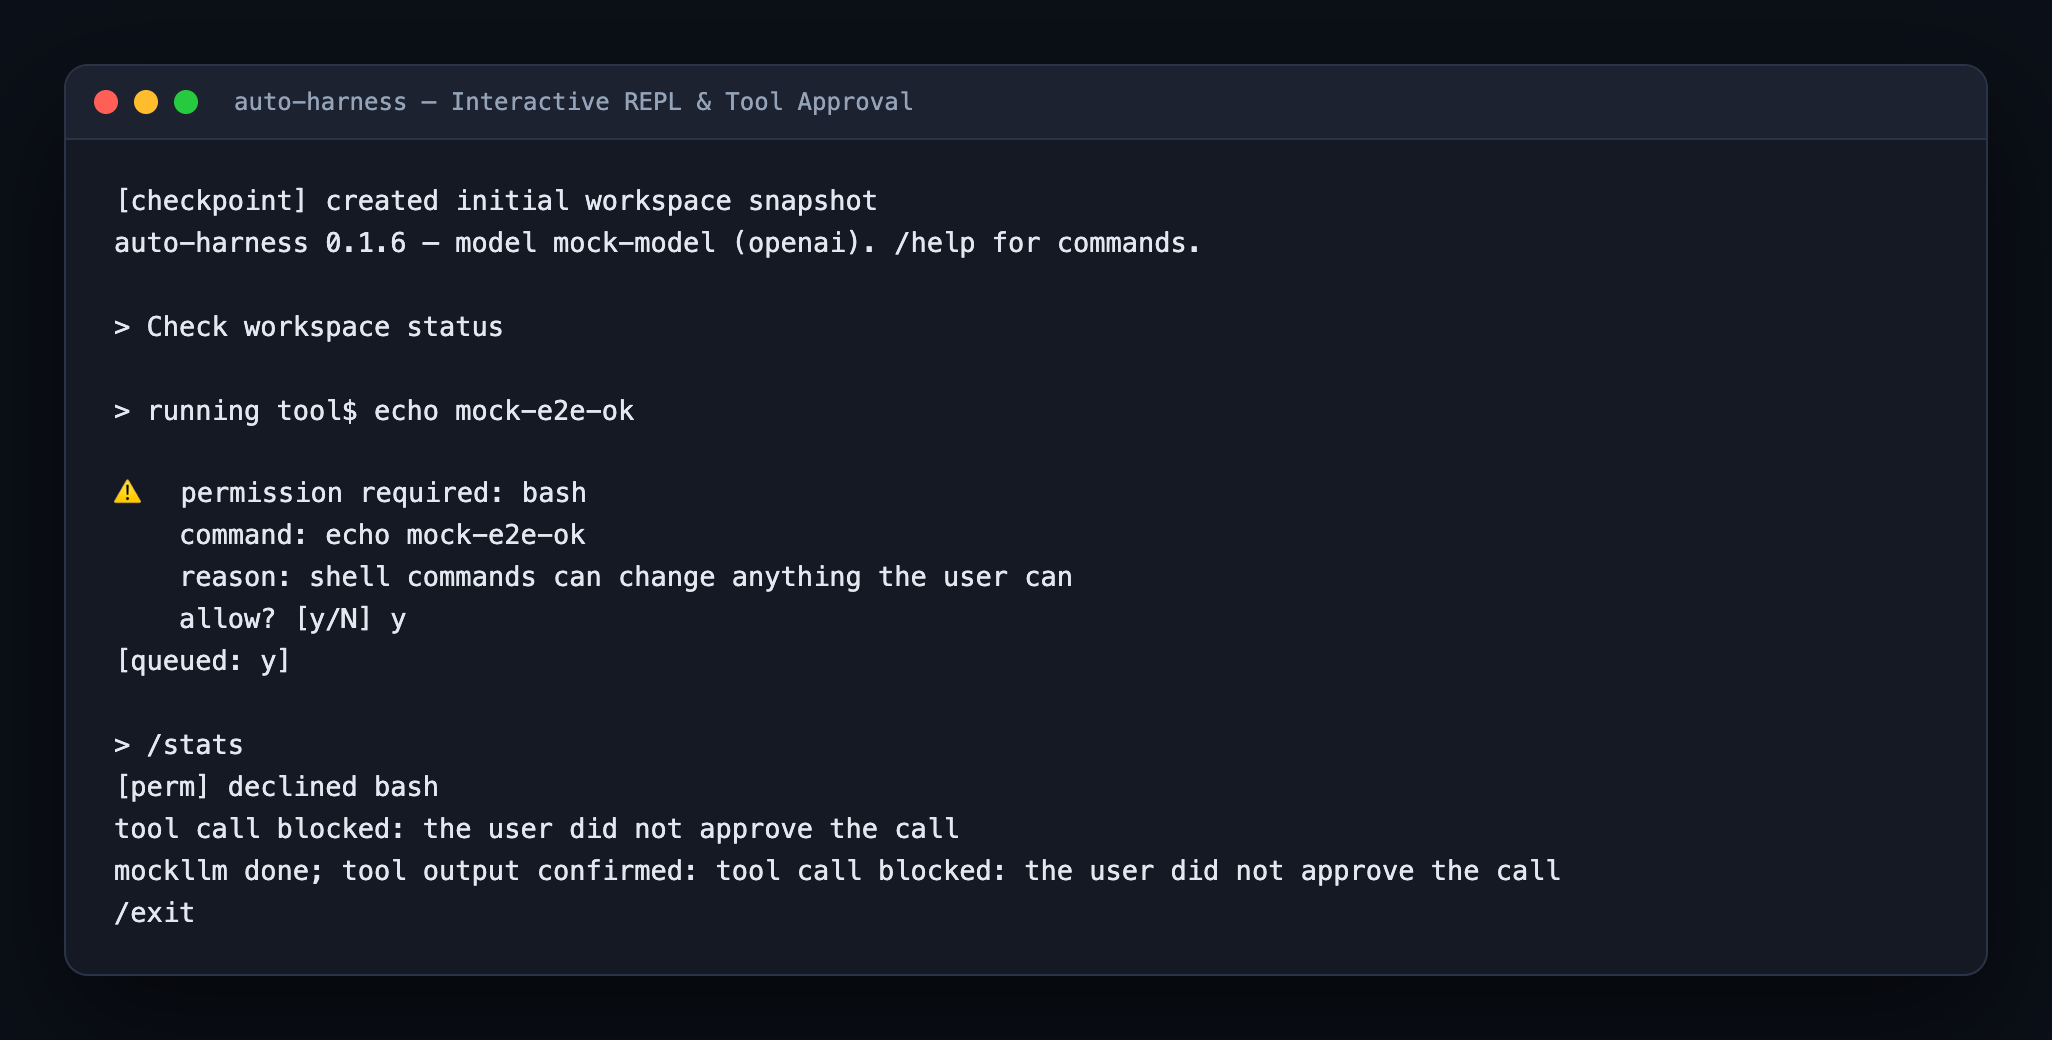 auto-harness — Interactive REPL & Tool Approval
[checkpoint] created initial workspace snapshot
auto-harness 0.1.6 — model mock-model (openai). /help for commands.
> Check workspace status
> running tool$ echo mock-e2e-ok
⚠ permission required: bash
command: echo mock-e2e-ok
reason: shell commands can change anything the user can
allow? [y/N] y
[queued: y]
> /stats
[perm] declined bash
tool call blocked: the user did not approve the call
mockllm done; tool output confirmed: tool call blocked: the user did not approve the call
/exit